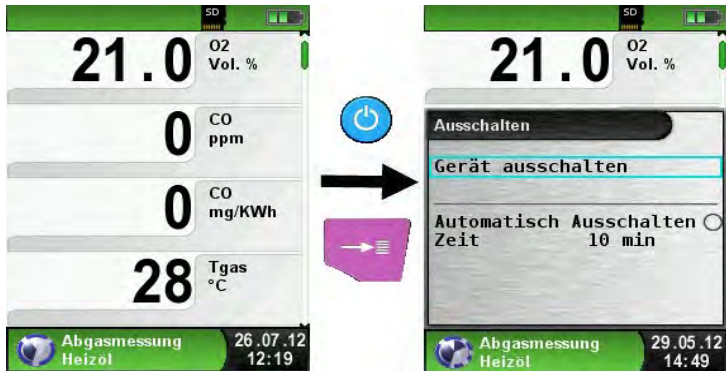 SD
21.0 O2 Vol. %
0 CO ppm
0 CO mg/KWh
28 Tgas °C
Abgasmessung 26.07.12
Heizöl 12:19
SD
21.0 O2 Vol. %
Ausschalten
Gerät ausschalten
Automatisch Ausschalten
Zeit 10 min
Abgasmessung 29.05.12
Heizöl 14:49